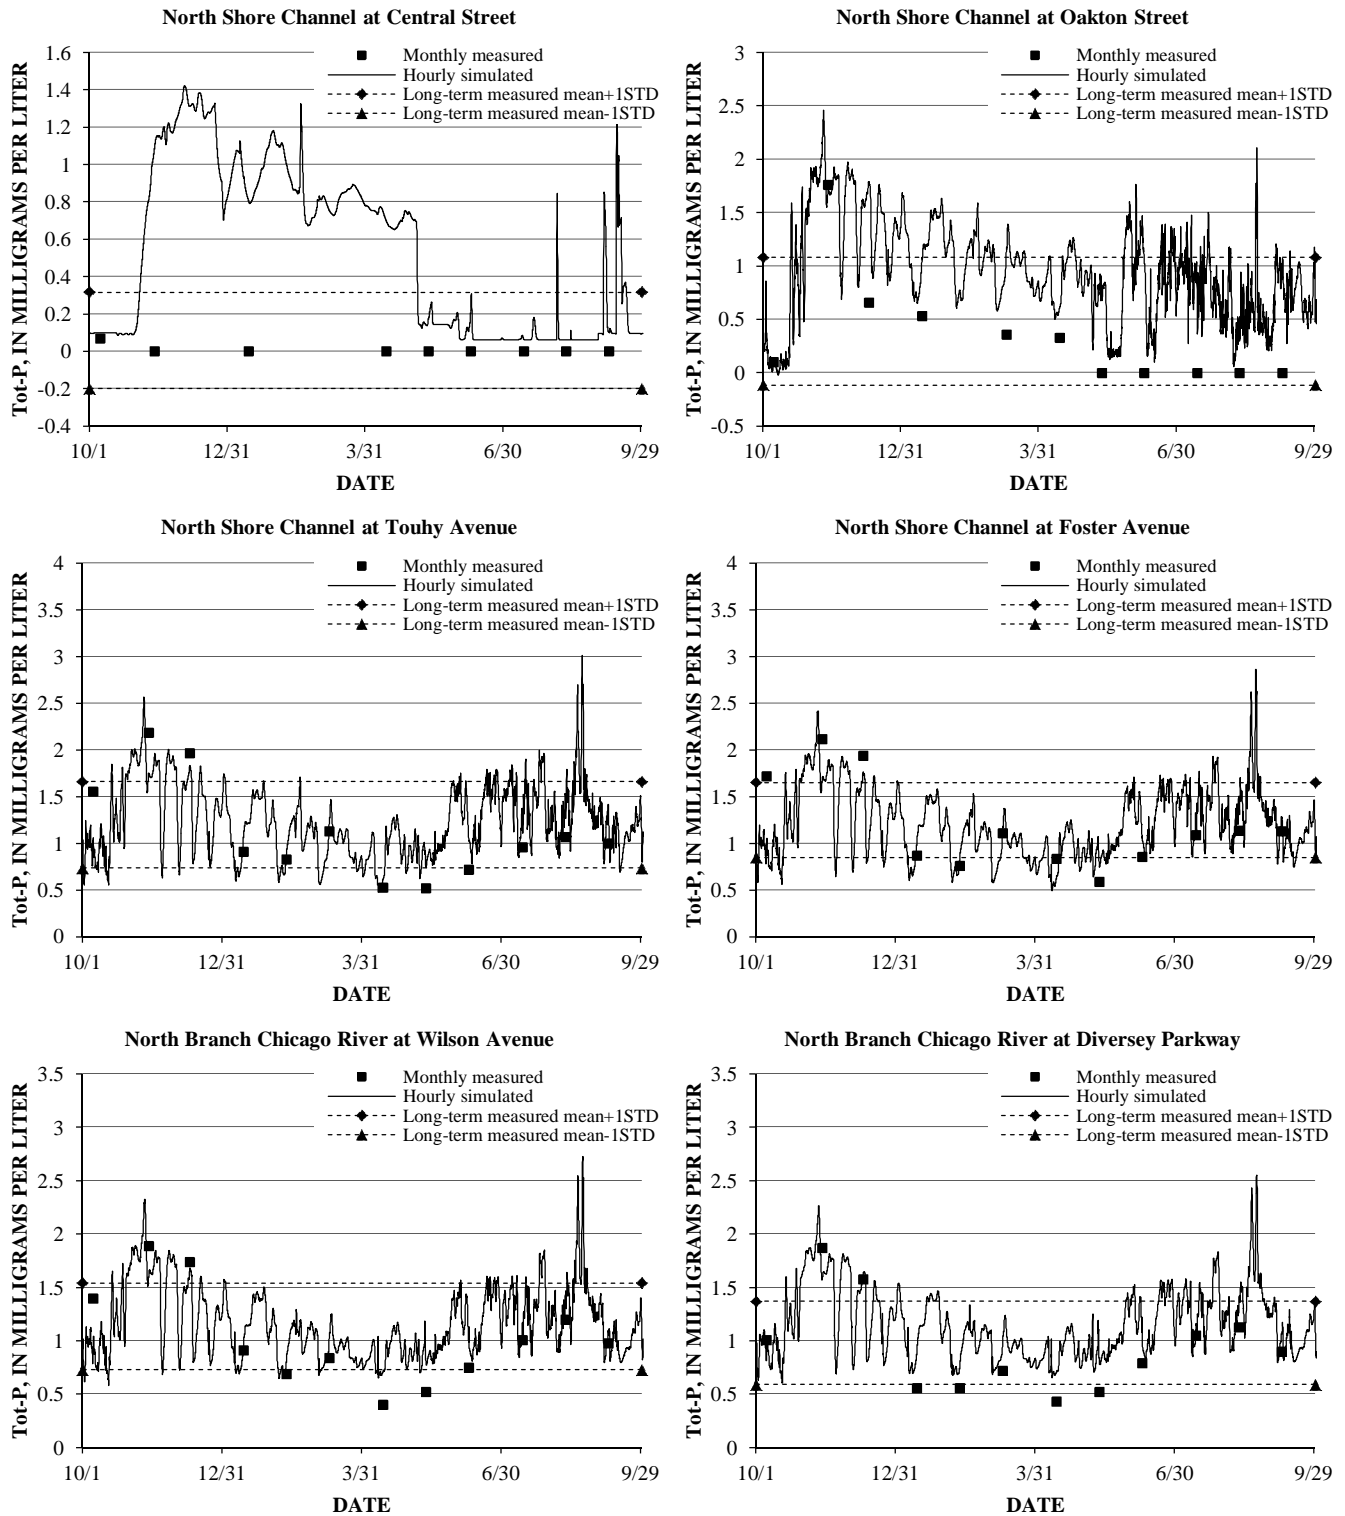 North Shore Channel at Central Street
Tot-P, IN MILLIGRAMS PER LITER
1.6
1.4
1.2
1
0.8
0.6
0.4
0.2
0
-0.2
-0.4
Monthly measured
Hourly simulated
Long-term measured mean+1STD
Long-term measured mean-1STD
10/1 12/31 3/31 6/30 9/29
DATE
North Shore Channel at Oakton Street
Tot-P, IN MILLIGRAMS PER LITER
3
2.5
2
1.5
1
0.5
0
-0.5
Monthly measured
Hourly simulated
Long-term measured mean+1STD
Long-term measured mean-1STD
10/1 12/31 3/31 6/30 9/29
DATE
North Shore Channel at Touhy Avenue
Tot-P, IN MILLIGRAMS PER LITER
4
3.5
3
2.5
2
1.5
1
0.5
0
Monthly measured
Hourly simulated
Long-term measured mean+1STD
Long-term measured mean-1STD
10/1 12/31 3/31 6/30 9/29
DATE
North Shore Channel at Foster Avenue
Tot-P, IN MILLIGRAMS PER LITER
4
3.5
3
2.5
2
1.5
1
0.5
0
Monthly measured
Hourly simulated
Long-term measured mean+1STD
Long-term measured mean-1STD
10/1 12/31 3/31 6/30 9/29
DATE
North Branch Chicago River at Wilson Avenue
Tot-P, IN MILLIGRAMS PER LITER
3.5
3
2.5
2
1.5
1
0.5
0
Monthly measured
Hourly simulated
Long-term measured mean+1STD
Long-term measured mean-1STD
10/1 12/31 3/31 6/30 9/29
DATE
North Branch Chicago River at Diversey Parkway
Tot-P, IN MILLIGRAMS PER LITER
3.5
3
2.5
2
1.5
1
0.5
0
Monthly measured
Hourly simulated
Long-term measured mean+1STD
Long-term measured mean-1STD
10/1 12/31 3/31 6/30 9/29
DATE